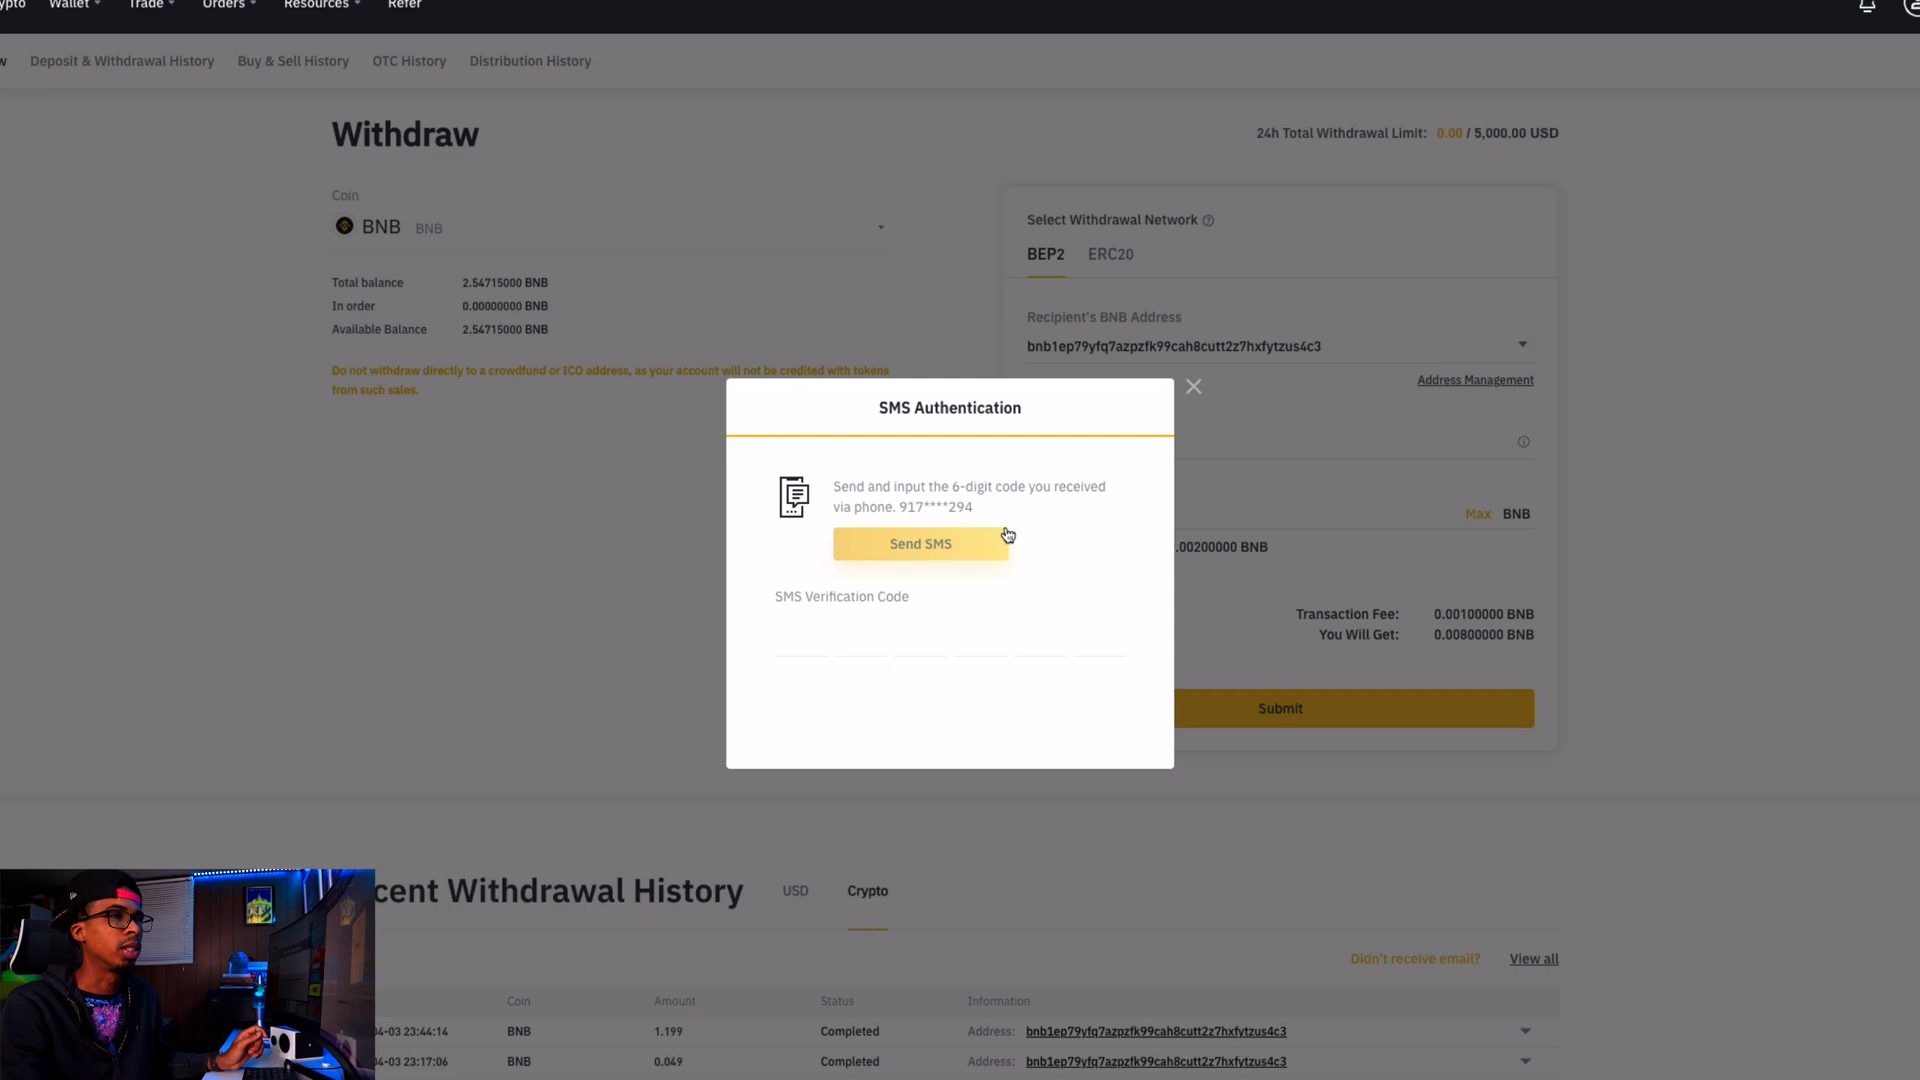 Wallet
Trade
Orders
Resources
Refer
Deposit & Withdrawal History
Buy & Sell History
OTC History
Distribution History
Withdraw
24h Total Withdrawal Limit: 0.00 / 5,000.00 USD
Coin
BNB BNB
Total balance 2.54715000 BNB
In order 0.00000000 BNB
Available Balance 2.54715000 BNB
Do not withdraw directly to a crowdfund or ICO address, as your account will not be credited with tokens
from such sales.
Select Withdrawal Network
BEP2 ERC20
Recipient's BNB Address
bnb1ep79yfq7azpzfk99cah8cutt2z7hxfytzus4c3
Address Management
SMS Authentication
Send and input the 6-digit code you received
via phone. 917****294
Send SMS
SMS Verification Code
Max BNB
.00200000 BNB
Transaction Fee: 0.00100000 BNB
You Will Get: 0.00800000 BNB
Submit
cent Withdrawal History
USD
Crypto
Didn't receive email?
View all
Coin Amount Status Information
4-03 23:44:14 BNB 1.199 Completed Address: bnb1ep79yfq7azpzfk99cah8cutt2z7hxfytzus4c3
04-03 23:17:06 BNB 0.049 Completed Address: bnb1ep79yfq7azpzfk99cah8cutt2z7hxfytzus4c3